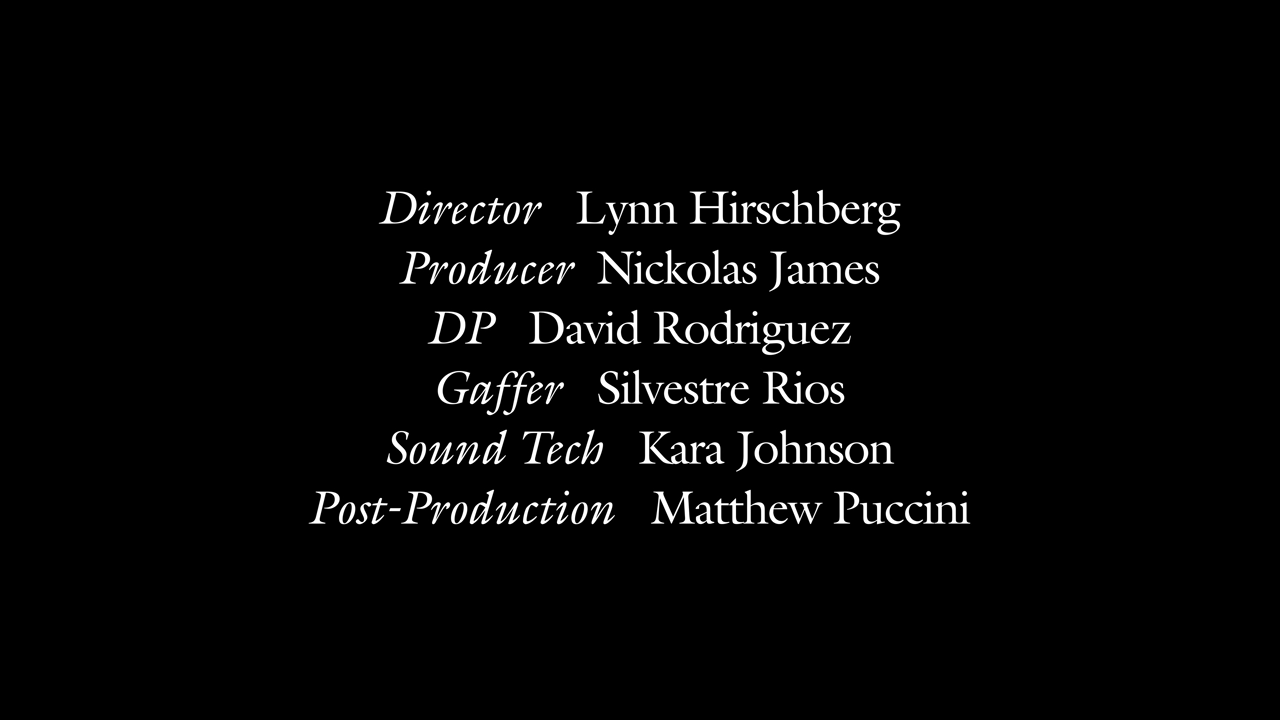 Director Lynn Hirschberg
Producer Nickolas James
DP David Rodriguez
Gaffer Silvestre Rios
Sound Tech Kara Johnson
Post-Production Matthew Puccini